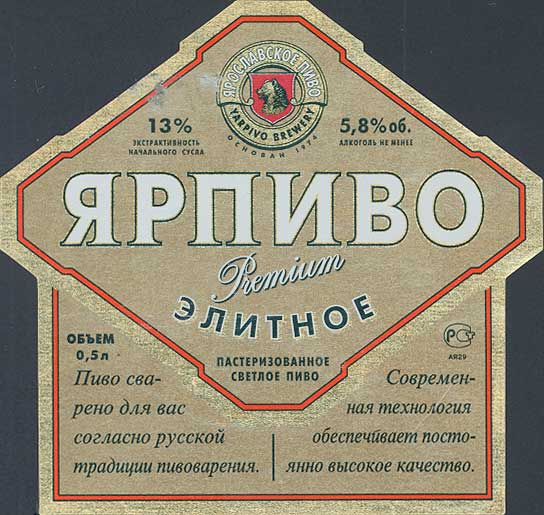 ЯРОСЛАВСКОЕ ПИВО
YARPIVO BREWERY
ОСНОВАН 1974
13%
ЭКСТРАКТИВНОСТЬ
НАЧАЛЬНОГО СУСЛА
5,8% об.
АЛКОГОЛЬ НЕ МЕНЕЕ
ЯРПИВО
Premium
ЭЛИТНОЕ
ОБЪЕМ
0,5л
ПАСТЕРИЗОВАННОЕ
СВЕТЛОЕ ПИВО
РСТ
АЯ29
Пиво сва-
рено для вас
согласно русской
традиции пивоварения.
Современ-
ная технология
обеспечивает посто-
янно высокое качество.